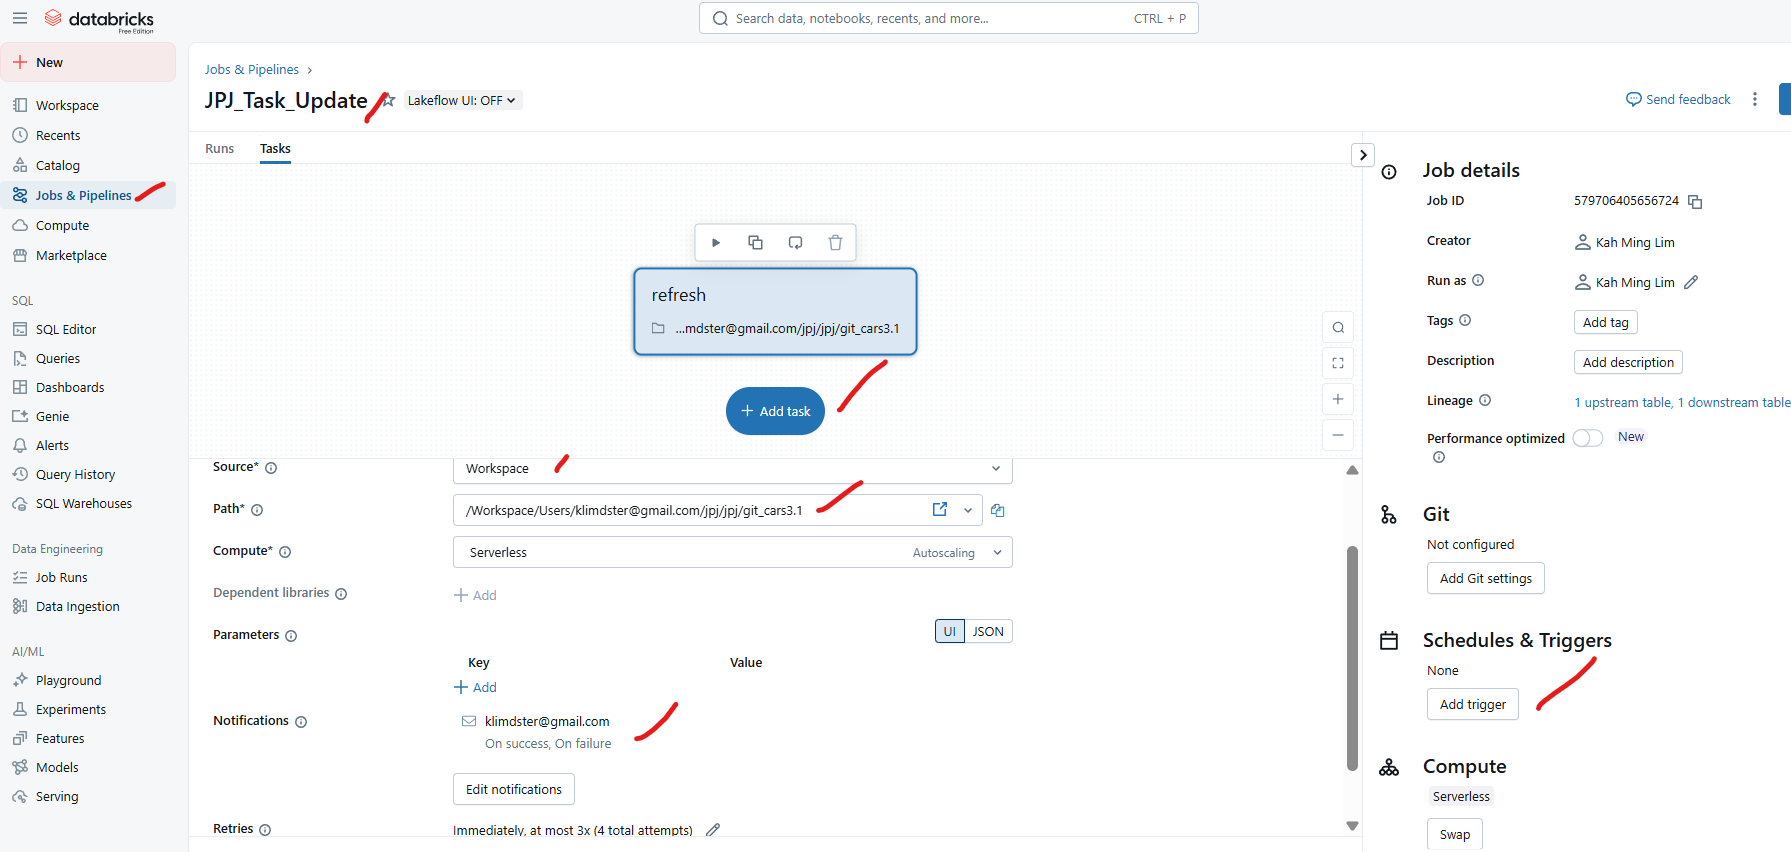 databricks
Free Edition
Search data, notebooks, recents, and more...
CTRL + P
New
Workspace
Recents
Catalog
Jobs & Pipelines
Compute
Marketplace
SQL
SQL Editor
Queries
Dashboards
Genie
Alerts
Query History
SQL Warehouses
Data Engineering
Job Runs
Data Ingestion
AI/ML
Playground
Experiments
Features
Models
Serving
Jobs & Pipelines
JPJ_Task_Update
Lakeflow UI: OFF
Send feedback
Runs
Tasks
refresh
...mdster@gmail.com/jpj/jpj/git_cars3.1
+ Add task
Source*
Workspace
Path*
/Workspace/Users/klimdster@gmail.com/jpj/jpj/git_cars3.1
Compute*
Serverless
Autoscaling
Dependent libraries
+ Add
Parameters
UI
JSON
Key
Value
+ Add
Notifications
klimdster@gmail.com
On success, On failure
Edit notifications
Retries
Immediately, at most 3x (4 total attempts)
Job details
Job ID
579706405656724
Creator
Kah Ming Lim
Run as
Kah Ming Lim
Tags
Add tag
Description
Add description
Lineage
1 upstream table, 1 downstream table
Performance optimized
New
Git
Not configured
Add Git settings
Schedules & Triggers
None
Add trigger
Compute
Serverless
Swap